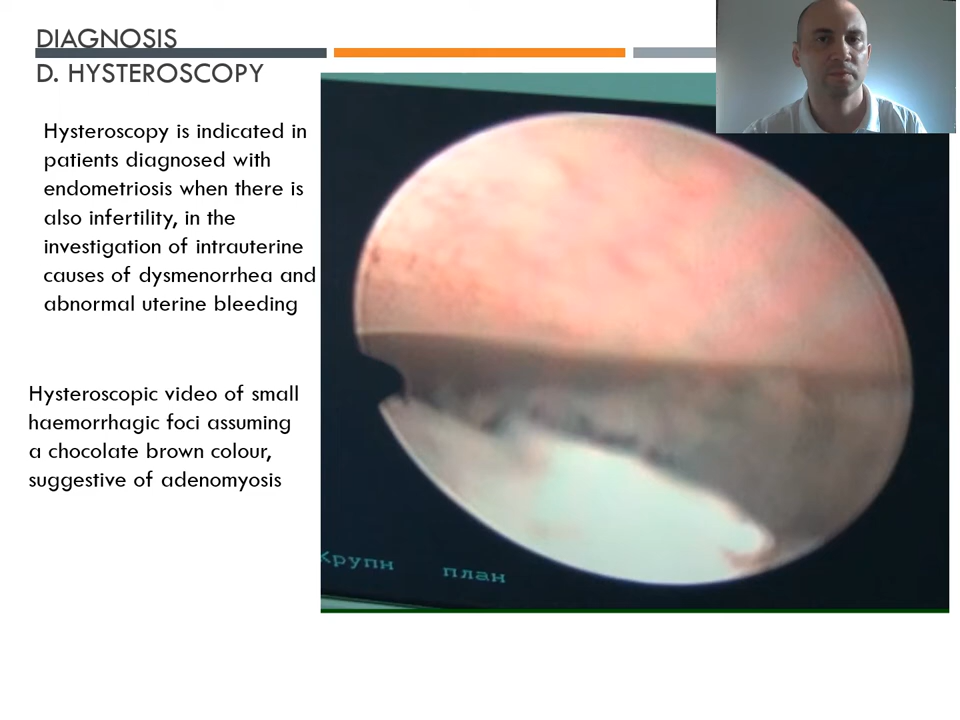 DIAGNOSIS
D. HYSTEROSCOPY
Hysteroscopy is indicated in
patients diagnosed with
endometriosis when there is
also infertility, in the
investigation of intrauterine
causes of dysmenorrhea and
abnormal uterine bleeding
Hysteroscopic video of small
haemorrhagic foci assuming
a chocolate brown colour,
suggestive of adenomyosis
Крупн план